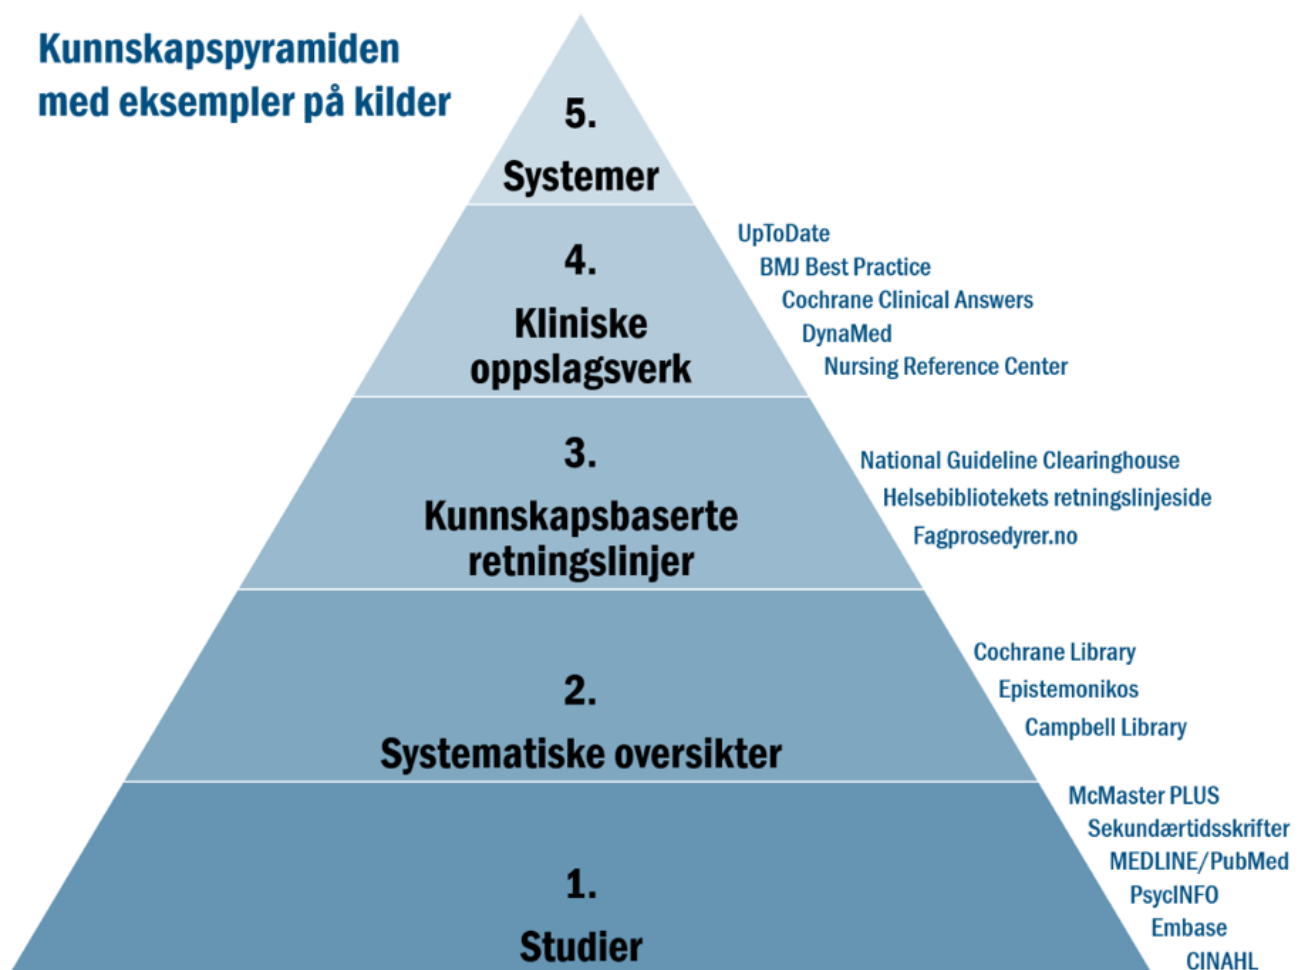 Kunnskapspyramiden
med eksempler på kilder
5.
Systemer
4.
Kliniske
oppslagsverk
UpToDate
BMJ Best Practice
Cochrane Clinical Answers
DynaMed
Nursing Reference Center
3.
Kunnskapsbaserte
retningslinjer
National Guideline Clearinghouse
Helsebibliotekets retningslinjeside
Fagprosedyrer.no
2.
Systematiske oversikter
Cochrane Library
Epistemonikos
Campbell Library
1.
Studier
McMaster PLUS
Sekundærtidsskrifter
MEDLINE/PubMed
PsycINFO
Embase
CINAHL